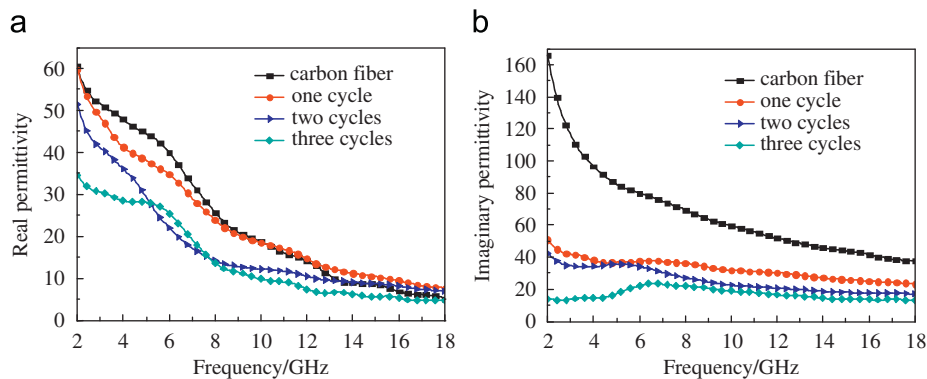 a
60
50
40
30
20
10
0
Real permittivity
carbon fiber
one cycle
two cycles
three cycles
2 4 6 8 10 12 14 16 18
Frequency/GHz
b
160
140
120
100
80
60
40
20
0
Imaginary permittivity
carbon fiber
one cycle
two cycles
three cycles
2 4 6 8 10 12 14 16 18
Frequency/GHz